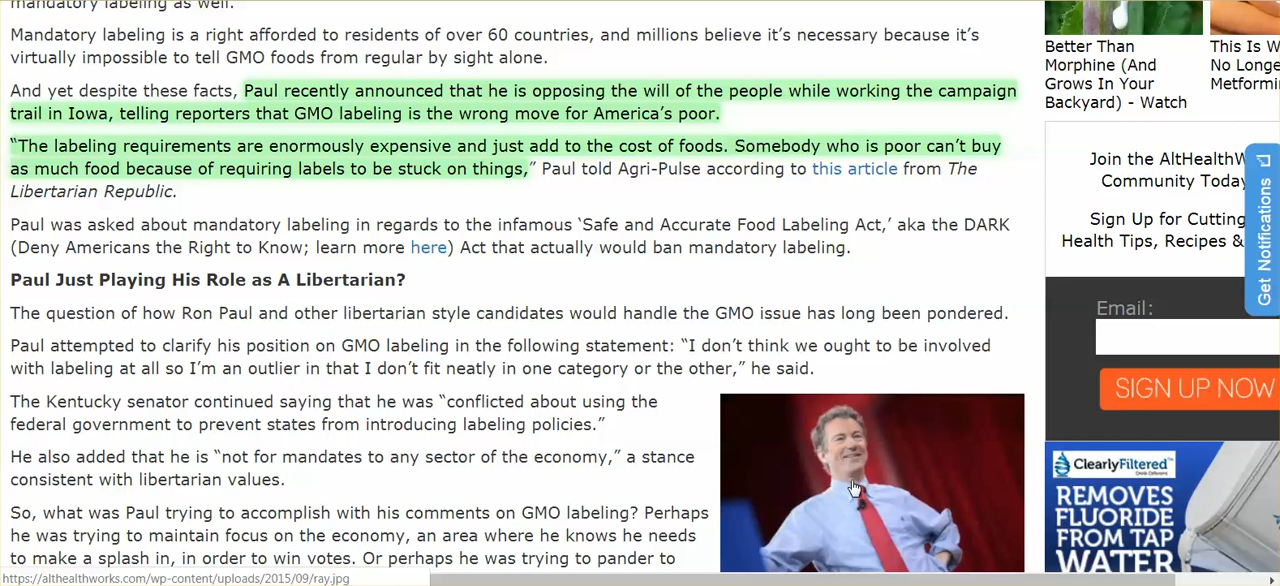 mandatory labeling as well.
Mandatory labeling is a right afforded to residents of over 60 countries, and millions believe it’s necessary because it’s
virtually impossible to tell GMO foods from regular by sight alone.
And yet despite these facts, Paul recently announced that he is opposing the will of the people while working the campaign
trail in Iowa, telling reporters that GMO labeling is the wrong move for America’s poor.
“The labeling requirements are enormously expensive and just add to the cost of foods. Somebody who is poor can’t buy
as much food because of requiring labels to be stuck on things,” Paul told Agri-Pulse according to this article from The
Libertarian Republic.
Paul was asked about mandatory labeling in regards to the infamous ‘Safe and Accurate Food Labeling Act,’ aka the DARK
(Deny Americans the Right to Know; learn more here) Act that actually would ban mandatory labeling.
Paul Just Playing His Role as A Libertarian?
The question of how Ron Paul and other libertarian style candidates would handle the GMO issue has long been pondered.
Paul attempted to clarify his position on GMO labeling in the following statement: “I don’t think we ought to be involved
with labeling at all so I’m an outlier in that I don’t fit neatly in one category or the other,” he said.
The Kentucky senator continued saying that he was “conflicted about using the
federal government to prevent states from introducing labeling policies.”
He also added that he is “not for mandates to any sector of the economy,” a stance
consistent with libertarian values.
So, what was Paul trying to accomplish with his comments on GMO labeling? Perhaps
he was trying to maintain focus on the economy, an area where he knows he needs
to make a splash in, in order to win votes. Or perhaps he was trying to pander to
https://althealthworks.com/wp-content/uploads/2015/09/ray.jpg
Better Than
Morphine (And
Grows In Your
Backyard) - Watch
This Is W
No Longe
Metformi
Join the AltHealthW
Community Today
Sign Up for Cutting
Health Tips, Recipes &
Get Notifications
Email:
SIGN UP NOW
ClearlyFiltered
REMOVES
FLUORIDE
FROM TAP
WATER